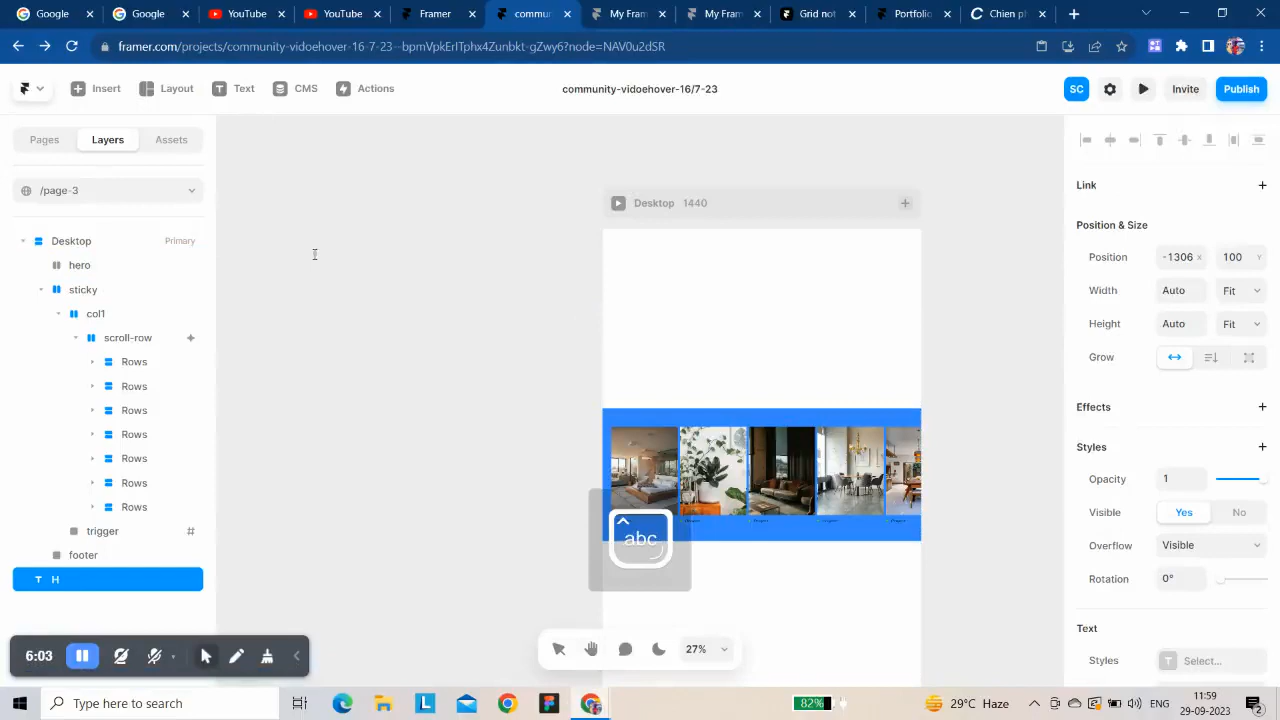 Google
Google
YouTube
YouTube
Framer
commun
My Fram
My Fram
Grid not
Portfolio
Chien p
framer.com/projects/community-vidoehover-16-7-23--bpmVpkErlTphx4Zunbkt-gZwy6?node=NAV0u2dSR
Insert
Layout
Text
CMS
Actions
community-vidoehover-16/7-23
SC
Invite
Publish
Pages
Layers
Assets
/page-3
Desktop
Primary
hero
sticky
col1
scroll-row
Rows
Rows
Rows
Rows
Rows
Rows
Rows
trigger
footer
T H
Desktop 1440
abc
27%
Link
Position & Size
Position -1306 X 100 Y
Width Auto Fit
Height Auto Fit
Grow
Effects
Styles
Opacity 1
Visible Yes No
Overflow Visible
Rotation 0°
Text
Styles T Select...
6:03
Type here to search
82%
29°C Haze
11:59
29-09-2023